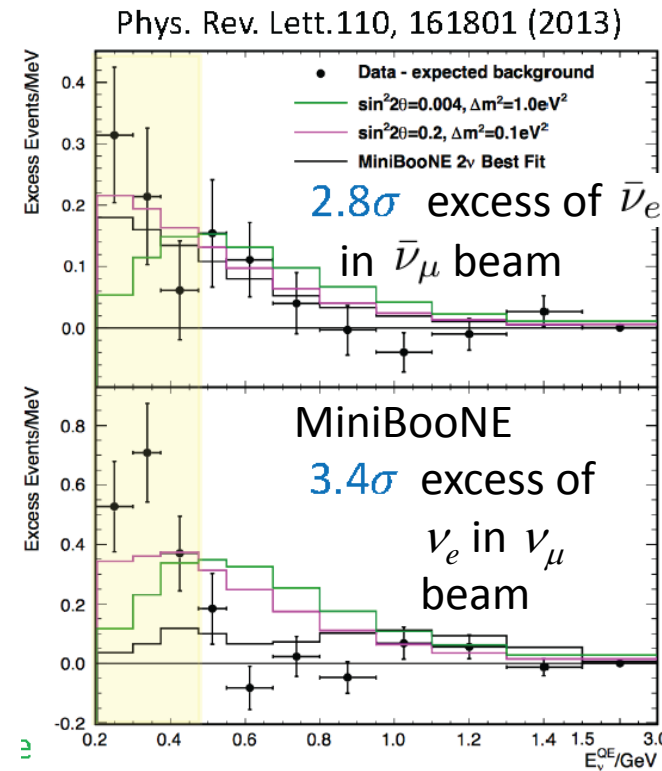 Phys. Rev. Lett.110, 161801 (2013)
Excess Events/MeV
0.4
0.3
0.2
0.1
0.0
Data - expected background
sin²2θ=0.004, Δm²=1.0eV²
sin²2θ=0.2, Δm²=0.1eV²
MiniBooNE 2ν Best Fit
2.8σ excess of ν̄e
in ν̄μ beam
Excess Events/MeV
0.8
0.6
0.4
0.2
0.0
-0.2
MiniBooNE
3.4σ excess of
νe in νμ
beam
0.2 0.4 0.6 0.8 1.0 1.2 1.4 1.5 3.0
EνQE/GeV